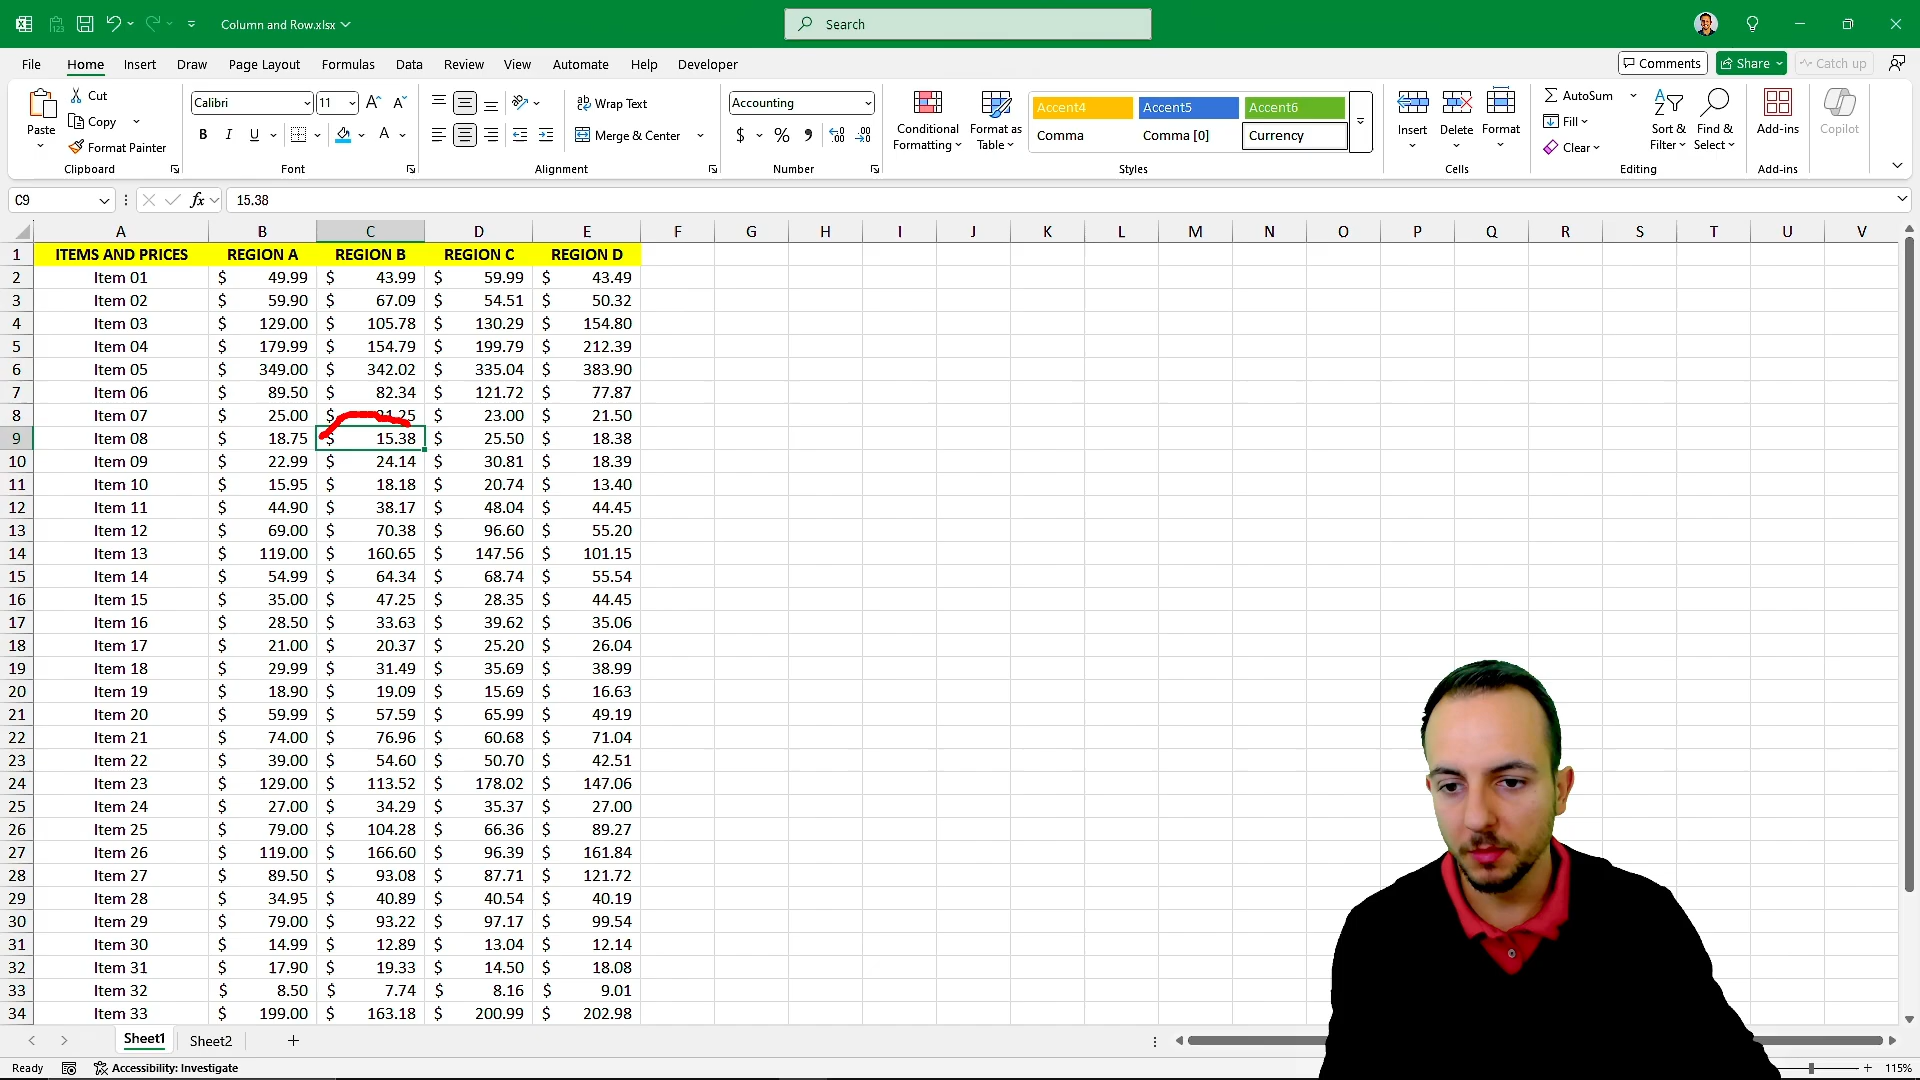 Column and Row.xlsx
Search
File Home Insert Draw Page Layout Formulas Data Review View Automate Help Developer
Comments Share Catch up
Paste
Cut
Copy
Format Painter
Clipboard
Calibri 11
B I U
Font
Wrap Text
Merge & Center
Alignment
Accounting
$ % 9
Number
Conditional Formatting
Format as Table
Accent4 Accent5 Accent6
Comma Comma [0] Currency
Styles
Insert Delete Format
Cells
AutoSum
Fill
Clear
Sort & Filter
Find & Select
Editing
Add-ins
Add-ins
Copilot
C9 fx 15.38
A B C D E F G H I J K L M N O P Q R S T U V
1 ITEMS AND PRICES REGION A REGION B REGION C REGION D
2 Item 01 $ 49.99 $ 43.99 $ 59.99 $ 43.49
3 Item 02 $ 59.90 $ 67.09 $ 54.51 $ 50.32
4 Item 03 $ 129.00 $ 105.78 $ 130.29 $ 154.80
5 Item 04 $ 179.99 $ 154.79 $ 199.79 $ 212.39
6 Item 05 $ 349.00 $ 342.02 $ 335.04 $ 383.90
7 Item 06 $ 89.50 $ 82.34 $ 121.72 $ 77.87
8 Item 07 $ 25.00 $ 21.25 $ 23.00 $ 21.50
9 Item 08 $ 18.75 $ 15.38 $ 25.50 $ 18.38
10 Item 09 $ 22.99 $ 24.14 $ 30.81 $ 18.39
11 Item 10 $ 15.95 $ 18.18 $ 20.74 $ 13.40
12 Item 11 $ 44.90 $ 38.17 $ 48.04 $ 44.45
13 Item 12 $ 69.00 $ 70.38 $ 96.60 $ 55.20
14 Item 13 $ 119.00 $ 160.65 $ 147.56 $ 101.15
15 Item 14 $ 54.99 $ 64.34 $ 68.74 $ 55.54
16 Item 15 $ 35.00 $ 47.25 $ 28.35 $ 44.45
17 Item 16 $ 28.50 $ 33.63 $ 39.62 $ 35.06
18 Item 17 $ 21.00 $ 20.37 $ 25.20 $ 26.04
19 Item 18 $ 29.99 $ 31.49 $ 35.69 $ 38.99
20 Item 19 $ 18.90 $ 19.09 $ 15.69 $ 16.63
21 Item 20 $ 59.99 $ 57.59 $ 65.99 $ 49.19
22 Item 21 $ 74.00 $ 76.96 $ 60.68 $ 71.04
23 Item 22 $ 39.00 $ 54.60 $ 50.70 $ 42.51
24 Item 23 $ 129.00 $ 113.52 $ 178.02 $ 147.06
25 Item 24 $ 27.00 $ 34.29 $ 35.37 $ 27.00
26 Item 25 $ 79.00 $ 104.28 $ 66.36 $ 89.27
27 Item 26 $ 119.00 $ 166.60 $ 96.39 $ 161.84
28 Item 27 $ 89.50 $ 93.08 $ 87.71 $ 121.72
29 Item 28 $ 34.95 $ 40.89 $ 40.54 $ 40.19
30 Item 29 $ 79.00 $ 93.22 $ 97.17 $ 99.54
31 Item 30 $ 14.99 $ 12.89 $ 13.04 $ 12.14
32 Item 31 $ 17.90 $ 19.33 $ 14.50 $ 18.08
33 Item 32 $ 8.50 $ 7.74 $ 8.16 $ 9.01
34 Item 33 $ 199.00 $ 163.18 $ 200.99 $ 202.98
Sheet1 Sheet2
Ready Accessibility: Investigate 115%